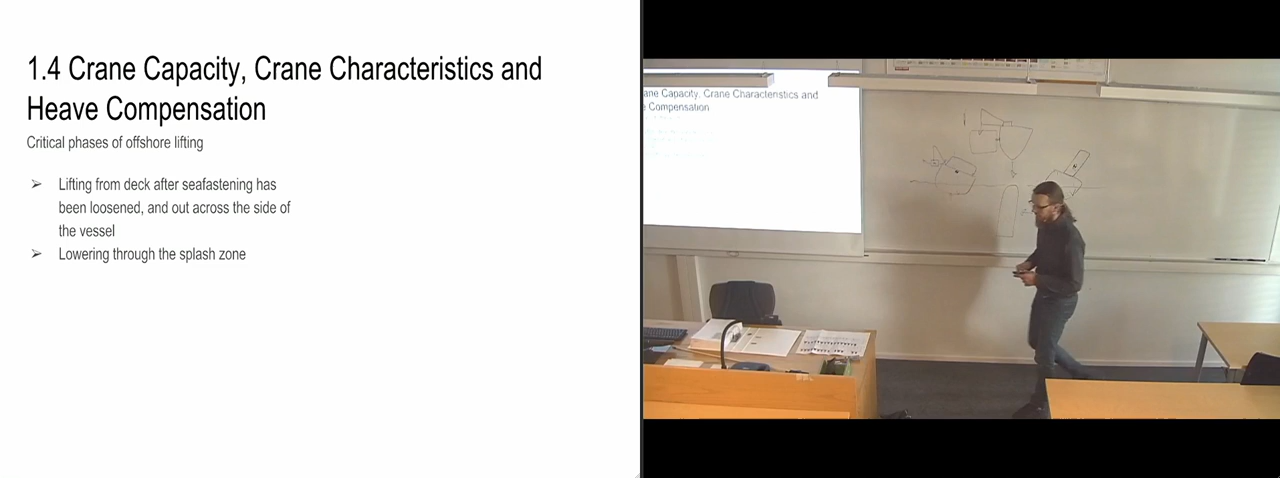 1.4 Crane Capacity, Crane Characteristics and
Heave Compensation
Critical phases of offshore lifting
➢ Lifting from deck after seafastening has
been loosened, and out across the side of
the vessel
➢ Lowering through the splash zone
ane Capacity, Crane Characteristics and
e Compensation